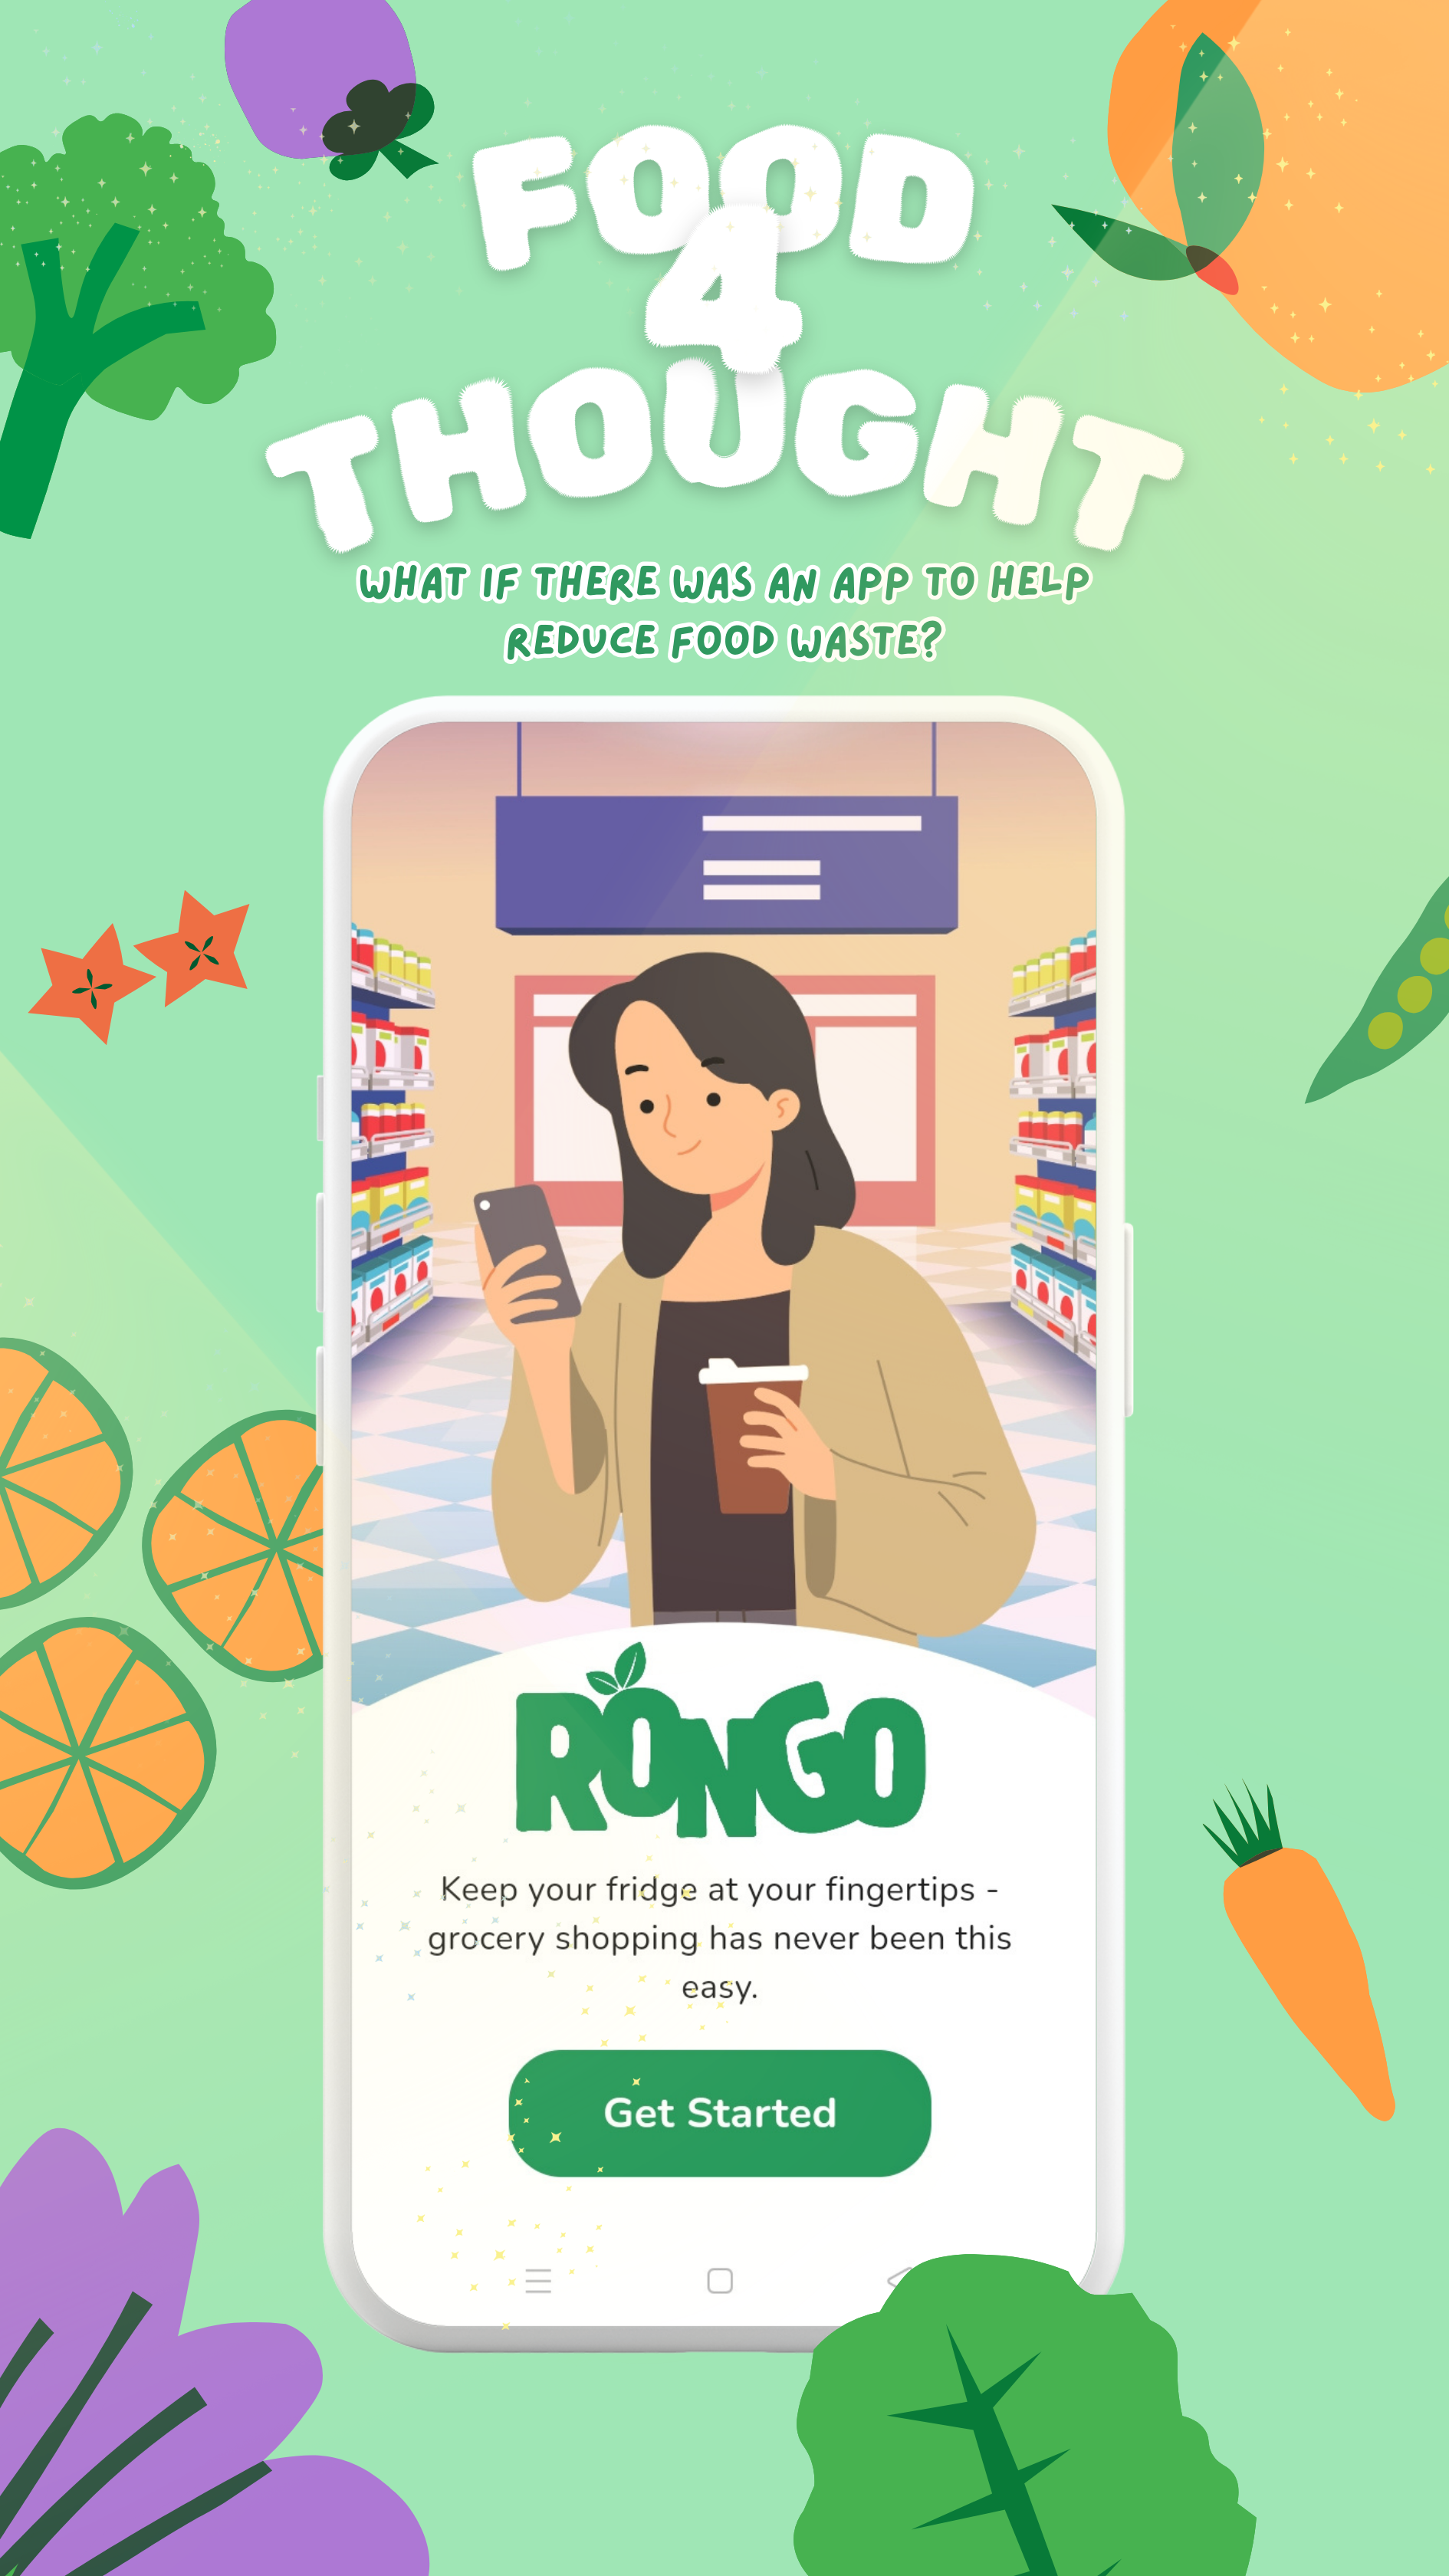 FOOD
4
THOUGHT
WHAT IF THERE WAS AN APP TO HELP
REDUCE FOOD WASTE?
RONGO
Keep your fridge at your fingertips -
grocery shopping has never been this
easy.
Get Started